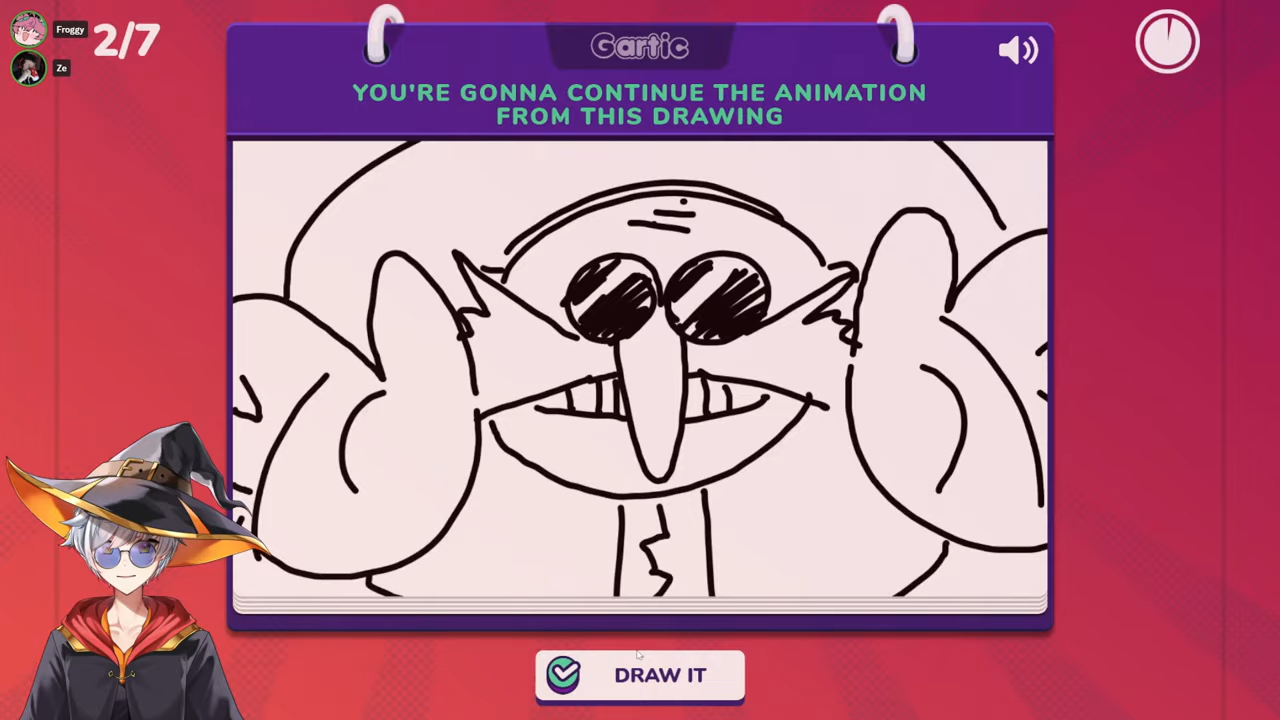 Froggy
2/7
Ze
Gartic
YOU'RE GONNA CONTINUE THE ANIMATION
FROM THIS DRAWING
DRAW IT